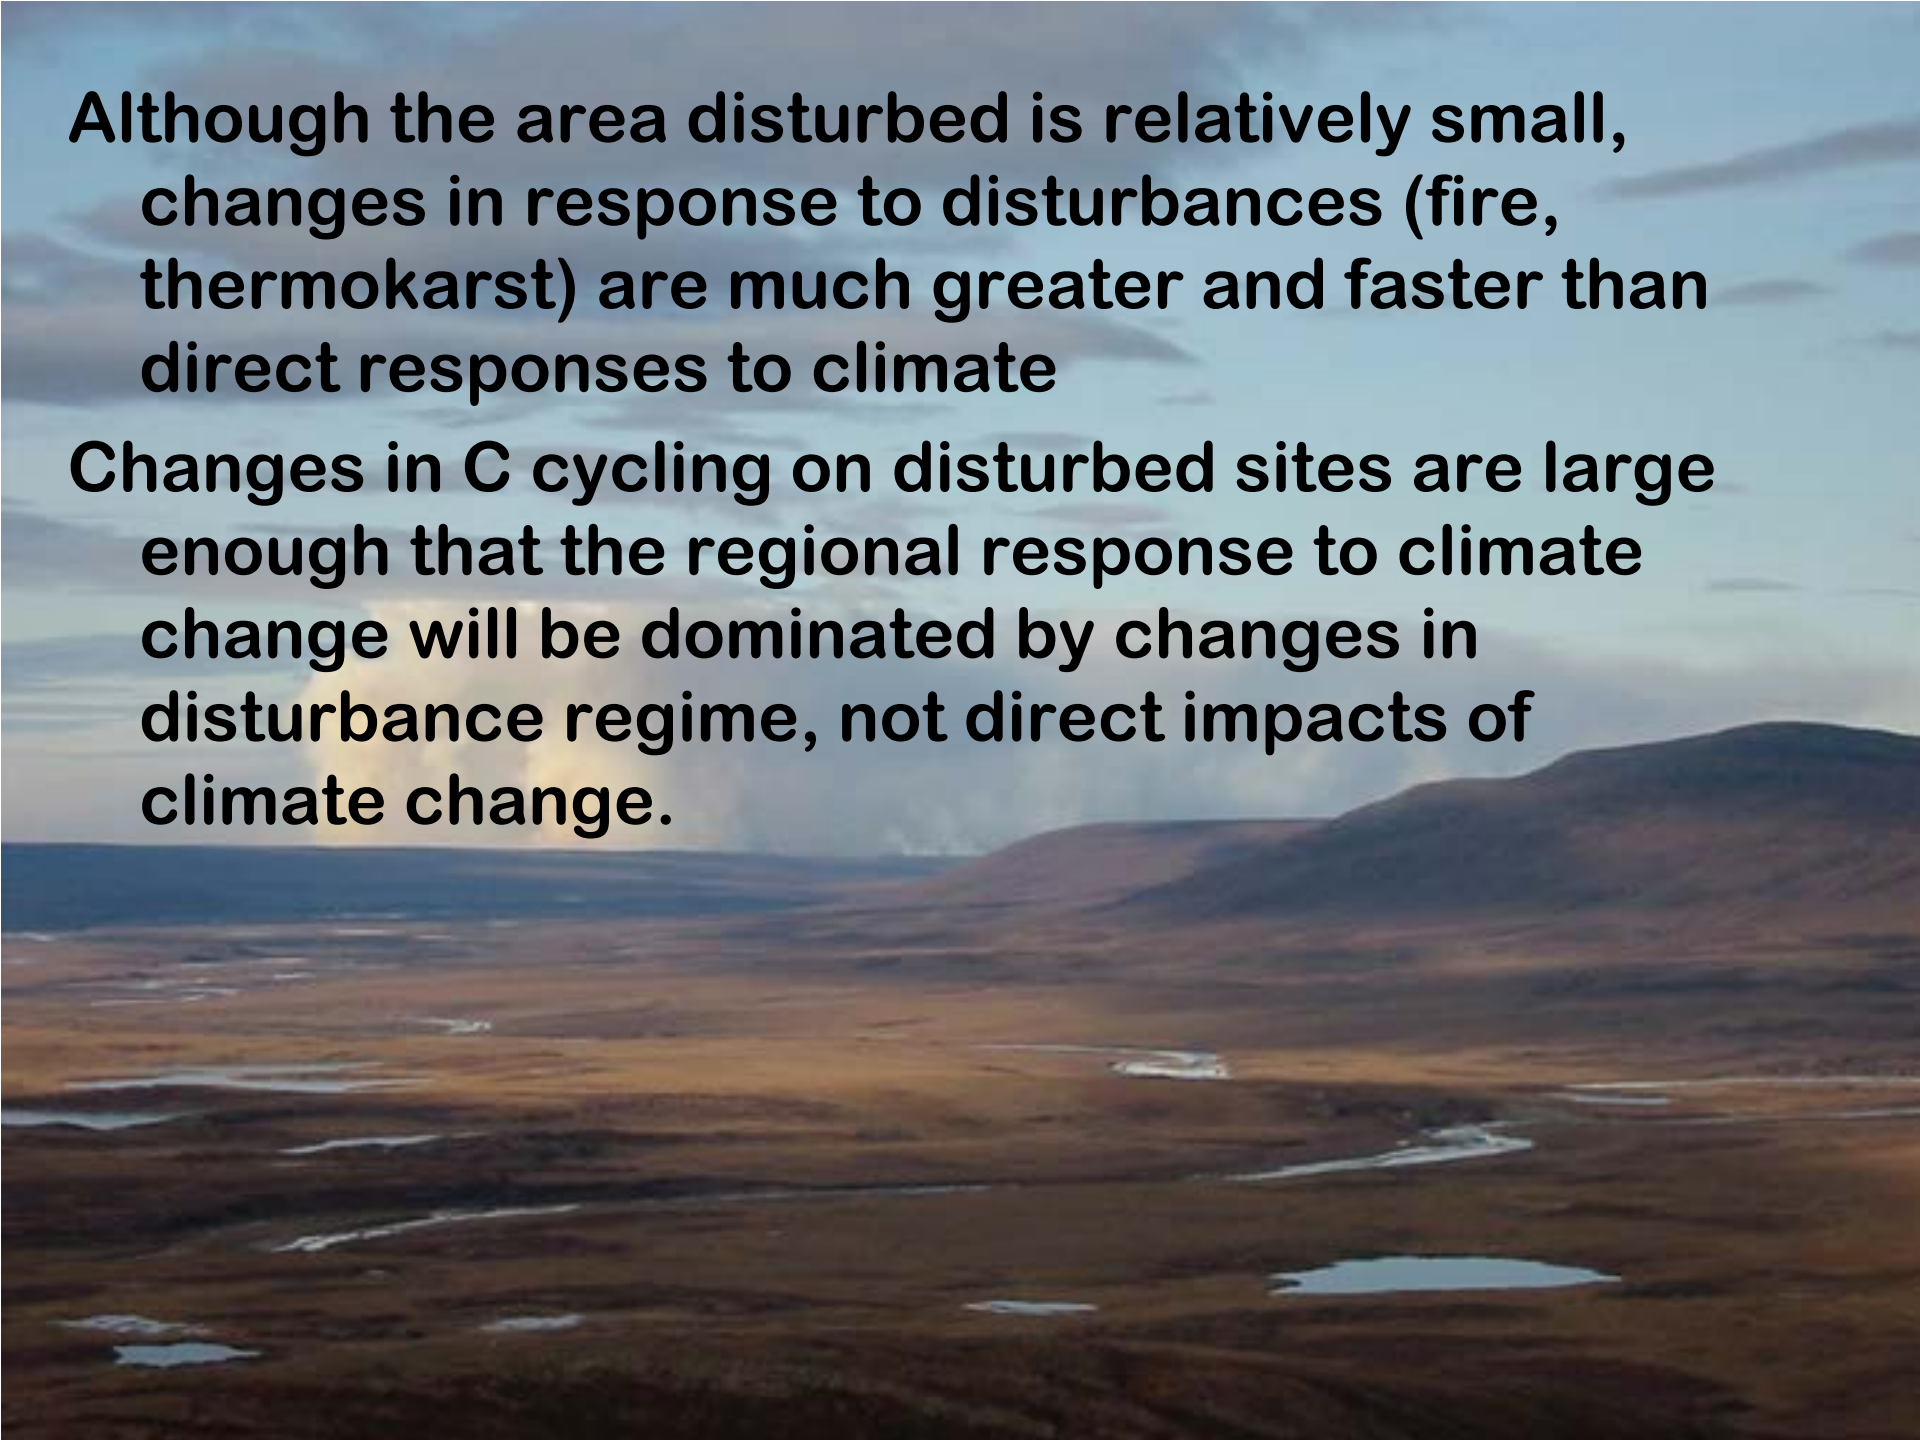 Although the area disturbed is relatively small,
changes in response to disturbances (fire,
thermokarst) are much greater and faster than
direct responses to climate
Changes in C cycling on disturbed sites are large
enough that the regional response to climate
change will be dominated by changes in
disturbance regime, not direct impacts of
climate change.